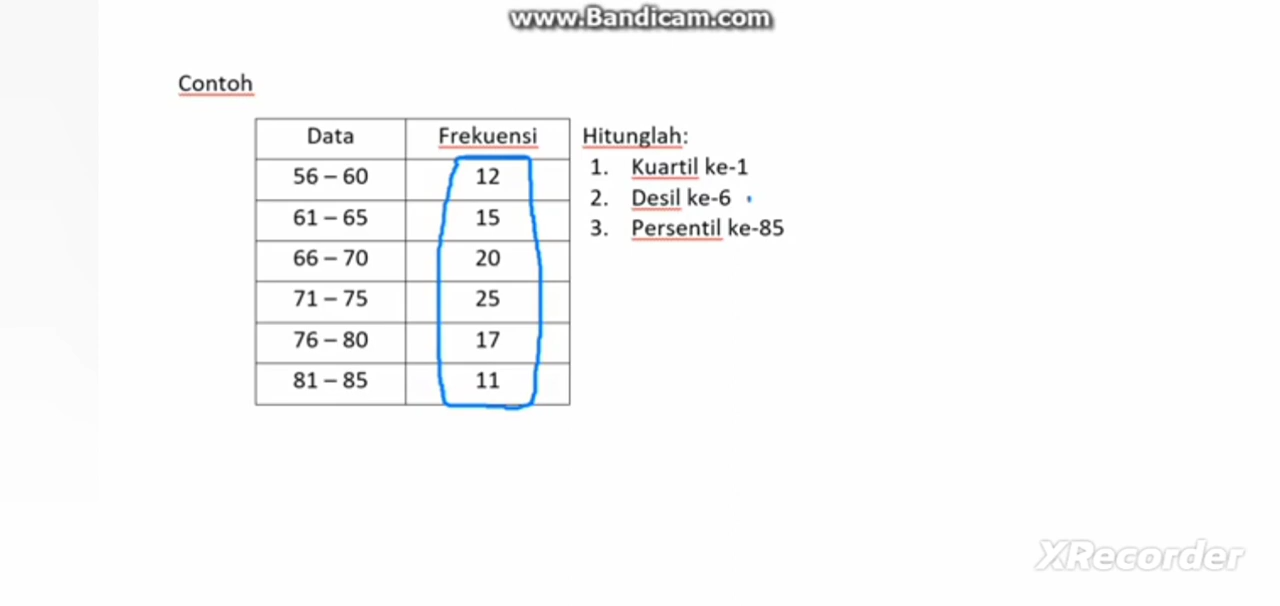 www.Bandicam.com
Contoh
Data Frekuensi
56 – 60 12
61 – 65 15
66 – 70 20
71 – 75 25
76 – 80 17
81 – 85 11
Hitunglah:
1. Kuartil ke-1
2. Desil ke-6
3. Persentil ke-85
XRecorder